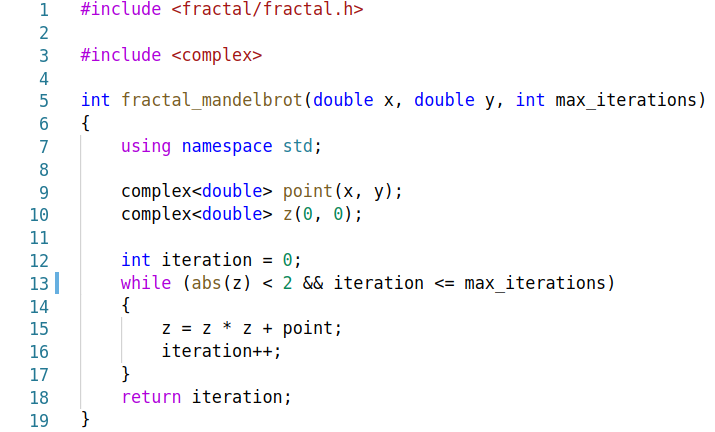 1 #include <fractal/fractal.h>
2
3 #include <complex>
4
5 int fractal_mandelbrot(double x, double y, int max_iterations)
6 {
7     using namespace std;
8
9     complex<double> point(x, y);
10     complex<double> z(0, 0);
11
12     int iteration = 0;
13     while (abs(z) < 2 && iteration <= max_iterations)
14     {
15         z = z * z + point;
16         iteration++;
17     }
18     return iteration;
19 }